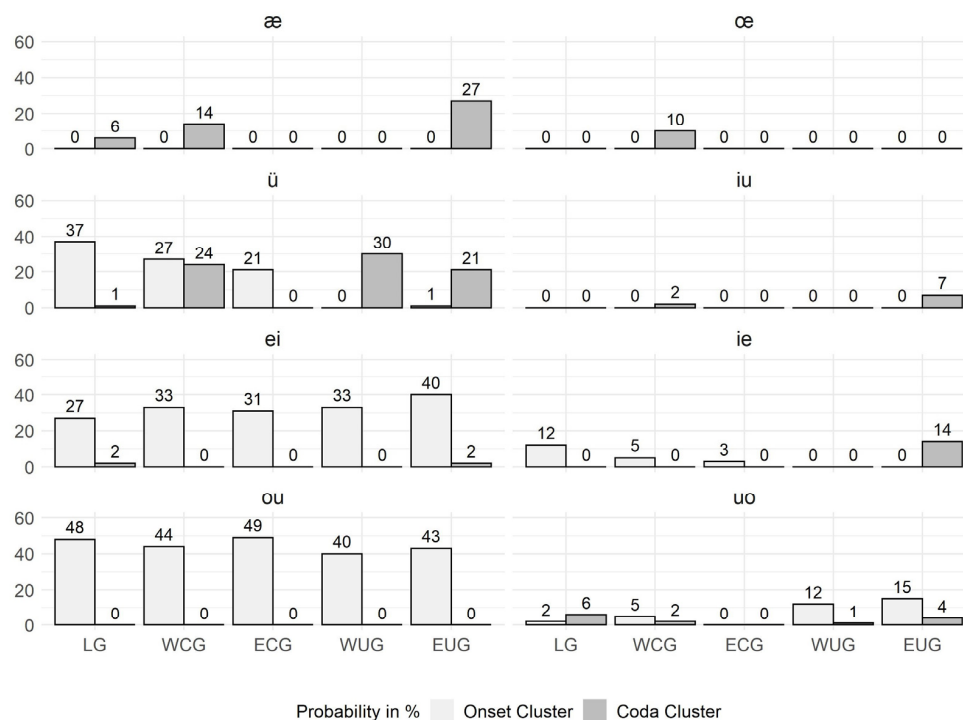 æ
œ
60
40
20
0
0 6 0 14 0 0 0 0 0 27
0 0 0 10 0 0 0 0 0 0
ü
iu
60
40
20
0
37 1 27 24 21 0 0 30 1 21
0 0 0 2 0 0 0 0 0 7
ei
ie
60
40
20
0
27 2 33 0 31 0 33 0 40 2
12 0 5 0 3 0 0 0 0 14
ou
uo
60
40
20
0
48 0 44 0 49 0 40 0 43 0
2 6 5 2 0 0 12 1 15 4
LG WCG ECG WUG EUG
LG WCG ECG WUG EUG
Probability in % Onset Cluster Coda Cluster